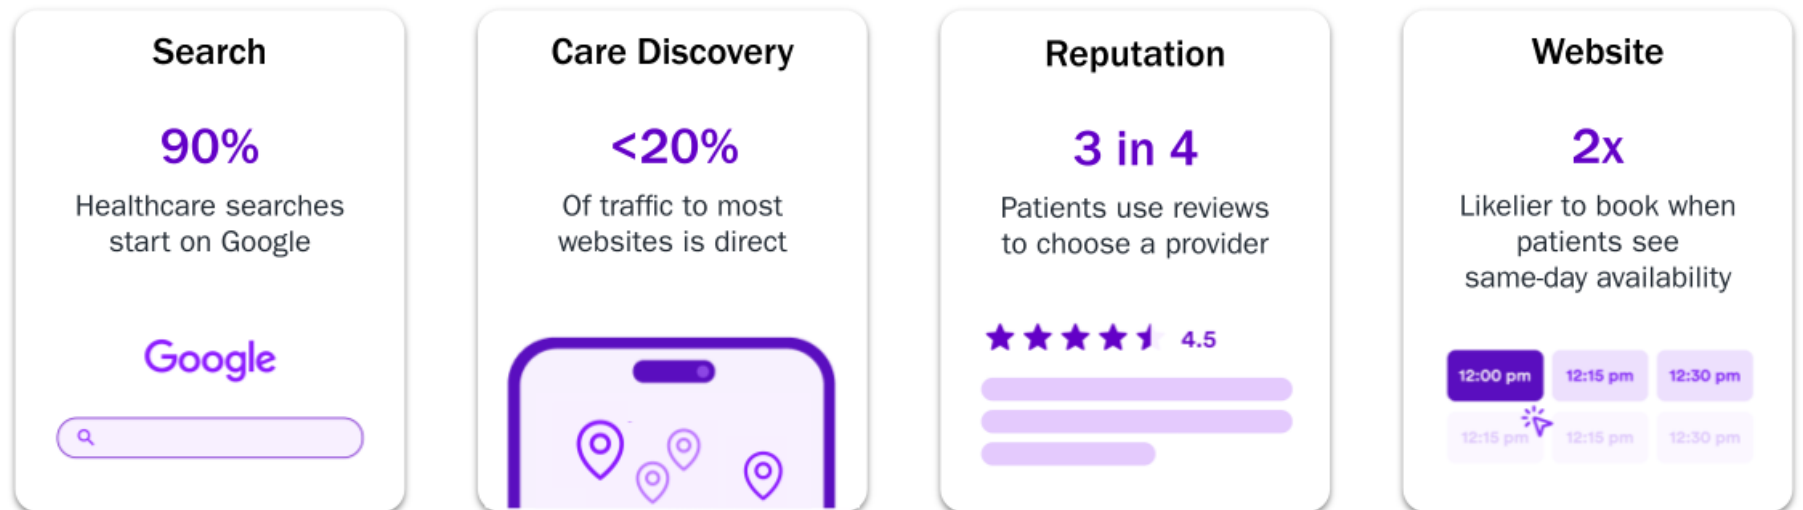 Search
90%
Healthcare searches
start on Google
Google
Care Discovery
<20%
Of traffic to most
websites is direct
Reputation
3 in 4
Patients use reviews
to choose a provider
4.5
Website
2x
Likelier to book when
patients see
same-day availability
12:00 pm 12:15 pm 12:30 pm
12:15 pm 12:15 pm 12:30 pm